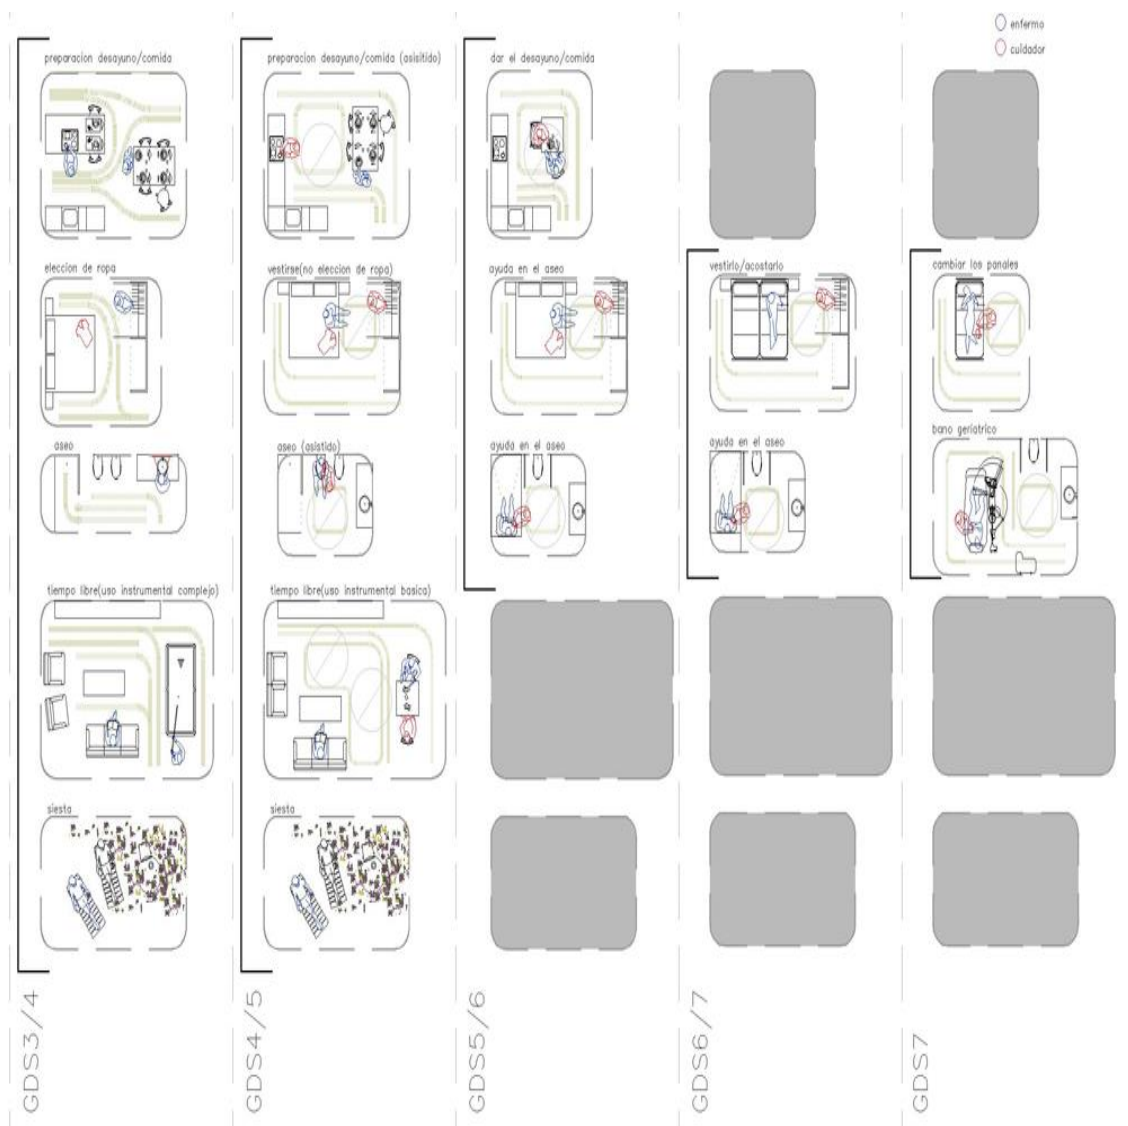 enfermo
cuidador
preparacion desayuno/comida
preparacion desayuno/comida (asisitido)
dar el desayuno/comida
eleccion de ropa
vestirse(no eleccion de ropa)
ayuda en el aseo
vestirlo/acostarlo
cambiar los panales
aseo
aseo (asistido)
ayuda en el aseo
ayuda en el aseo
bano geriatrico
tiempo libre(uso instrumental complejo)
tiempo libre(uso instrumental basica)
siesta
siesta
GDS3/4
GDS4/5
GDS5/6
GDS6/7
GDS7